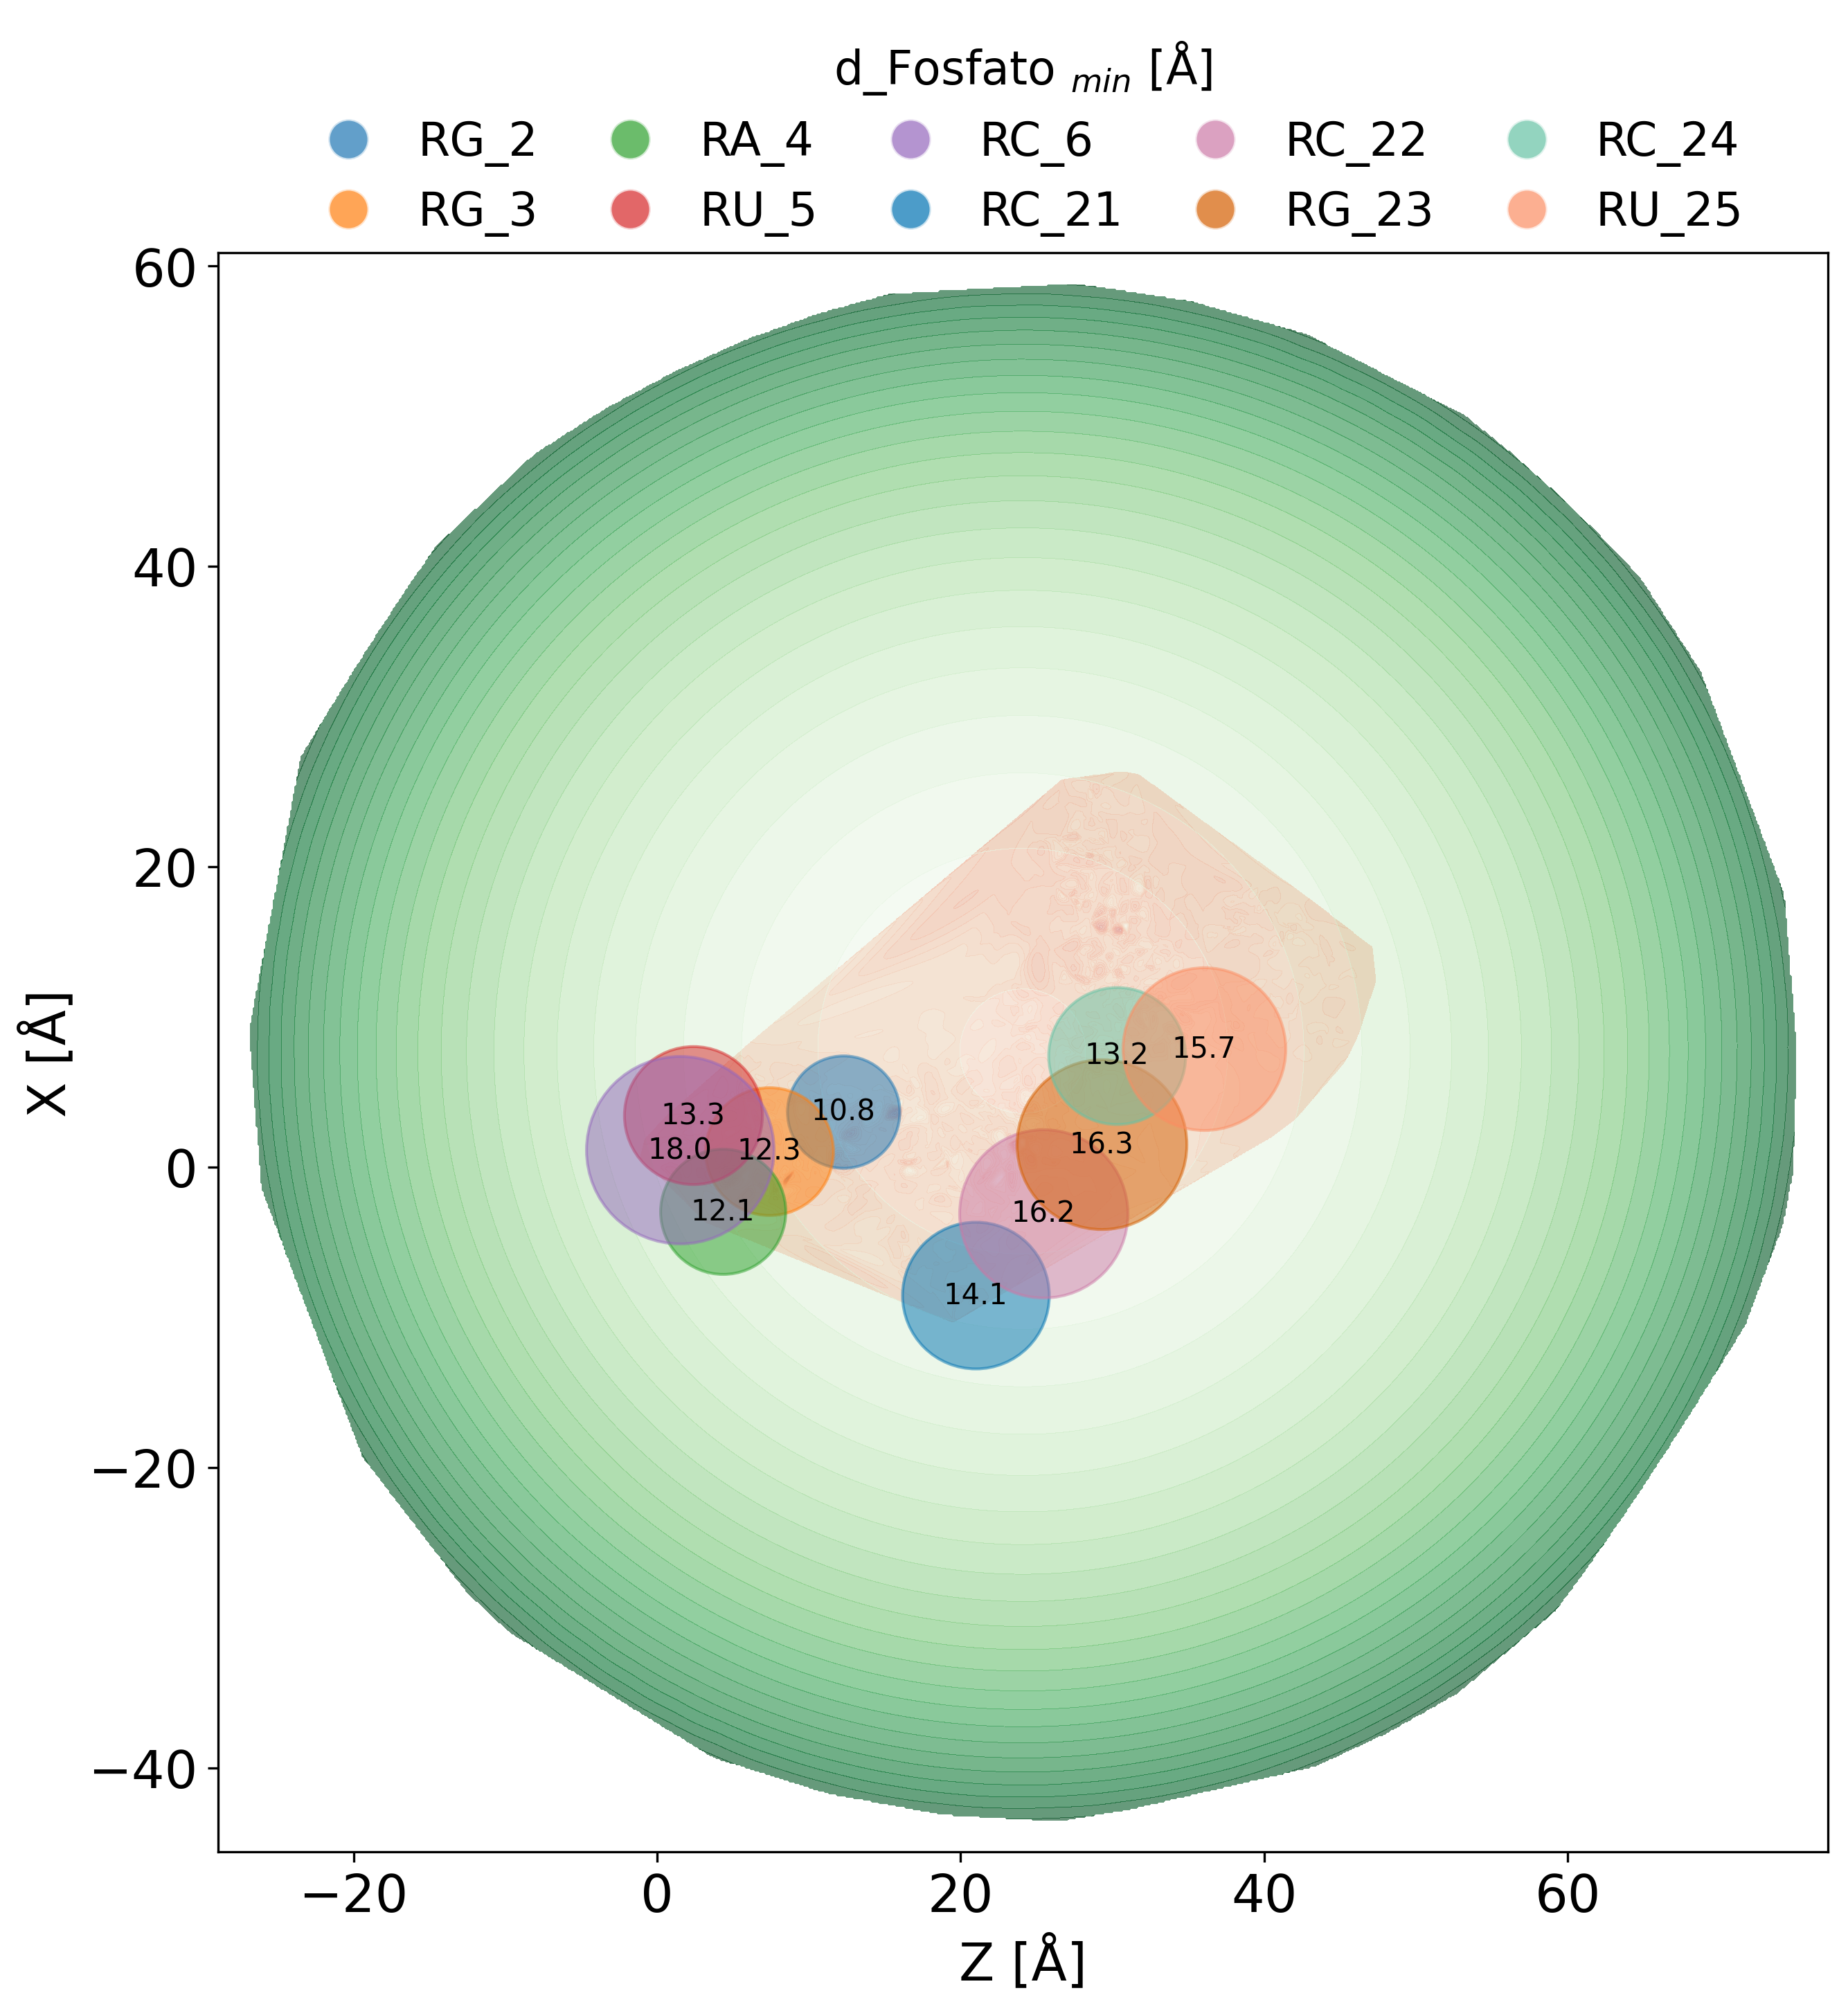 d_Fosfato min [Å]
RG_2 RA_4 RC_6 RC_22 RC_24
RG_3 RU_5 RC_21 RG_23 RU_25
60
40
20
0
−20
−40
X [Å]
13.2 15.7
13.3 10.8
18.0 12.3 16.3
12.1 16.2
14.1
−20 0 20 40 60
Z [Å]